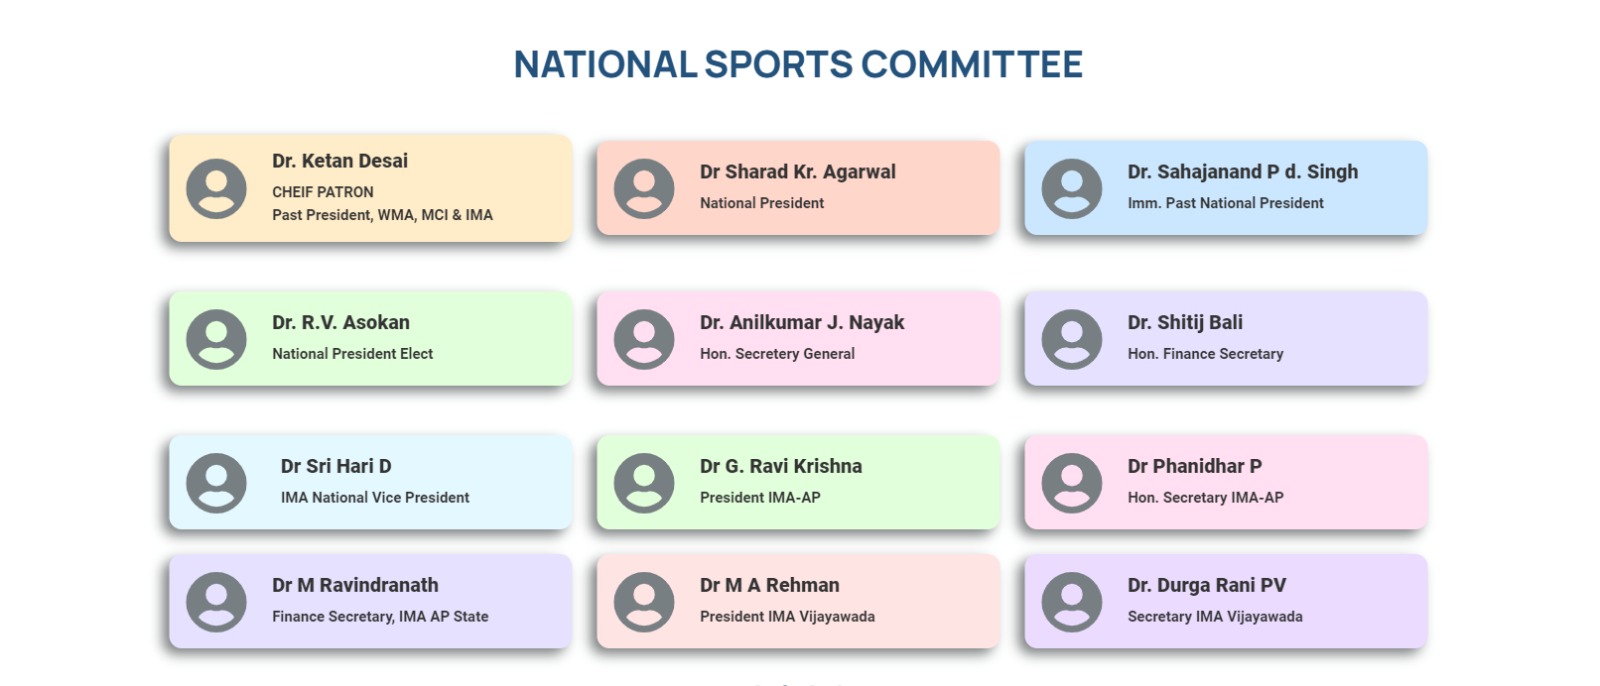 NATIONAL SPORTS COMMITTEE
Dr. Ketan Desai
CHEIF PATRON
Past President, WMA, MCI & IMA
Dr Sharad Kr. Agarwal
National President
Dr. Sahajanand P d. Singh
Imm. Past National President
Dr. R.V. Asokan
National President Elect
Dr. Anilkumar J. Nayak
Hon. Secretery General
Dr. Shitij Bali
Hon. Finance Secretary
Dr Sri Hari D
IMA National Vice President
Dr G. Ravi Krishna
President IMA-AP
Dr Phanidhar P
Hon. Secretary IMA-AP
Dr M Ravindranath
Finance Secretary, IMA AP State
Dr M A Rehman
President IMA Vijayawada
Dr. Durga Rani PV
Secretary IMA Vijayawada